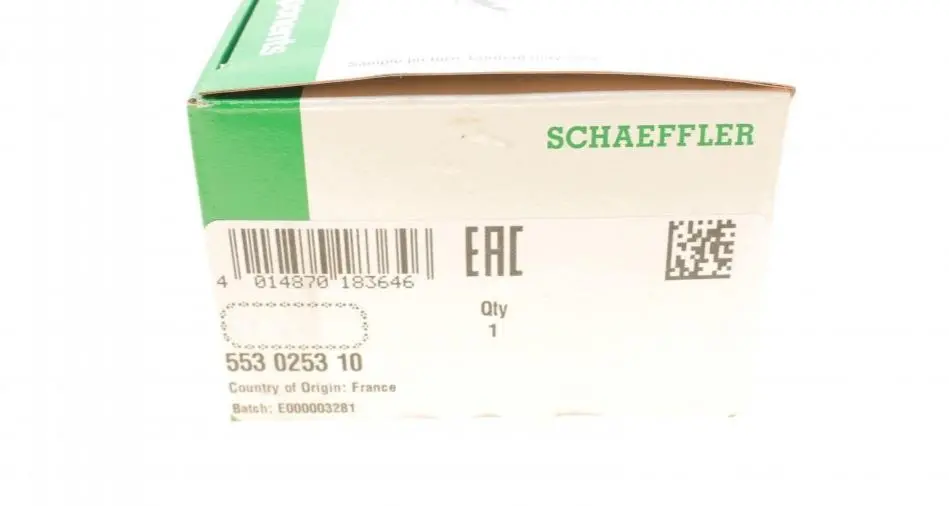 SCHAEFFLER
EAC
4 014870 183646
Qty
1
553 0253 10
Country of Origin: France
Batch: E000003281